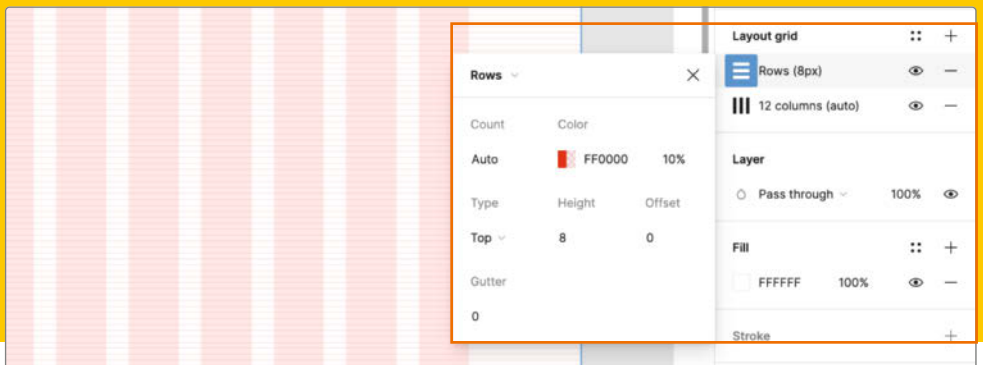 Rows
Count Color
Auto FF0000 10%
Type Height Offset
Top 8 0
Gutter
0
Layout grid
Rows (8px)
12 columns (auto)
Layer
Pass through 100%
Fill
FFFFFF 100%
Stroke